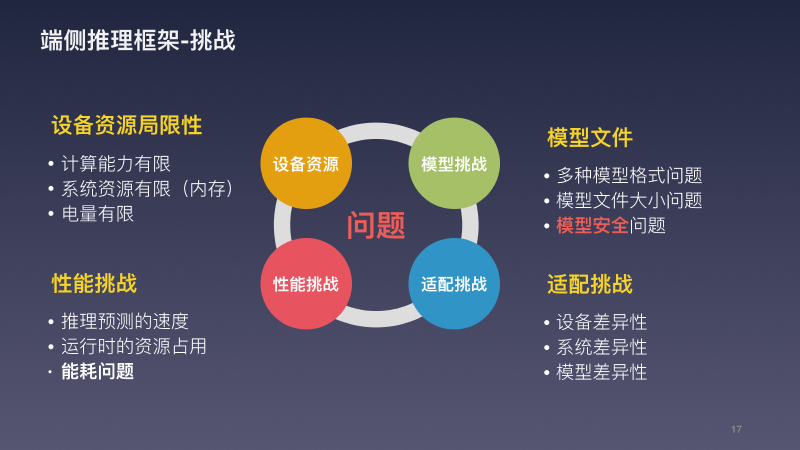 端侧推理框架-挑战
设备资源局限性
• 计算能力有限
• 系统资源有限（内存）
• 电量有限
性能挑战
• 推理预测的速度
• 运行时的资源占用
• 能耗问题
设备资源
模型挑战
问题
性能挑战
适配挑战
模型文件
• 多种模型格式问题
• 模型文件大小问题
• 模型安全问题
适配挑战
• 设备差异性
• 系统差异性
• 模型差异性
17